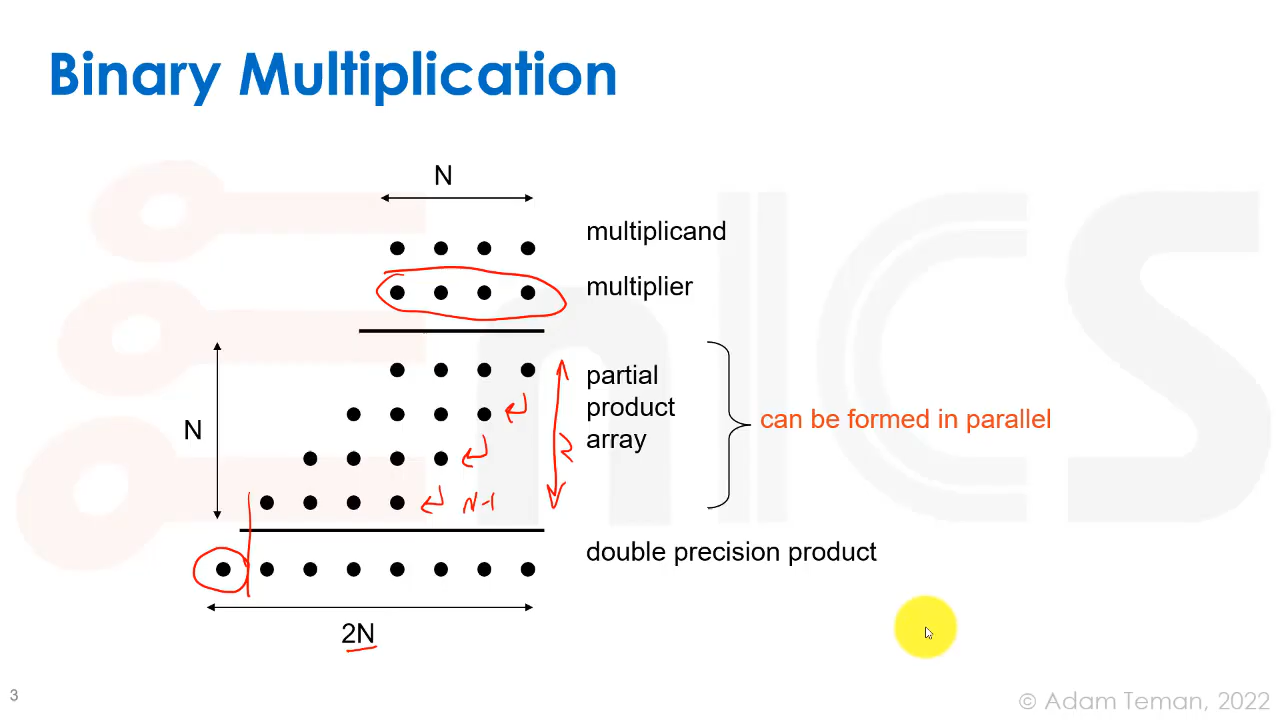 Binary Multiplication
N
multiplicand
multiplier
partial
product
array
can be formed in parallel
N
N-1
double precision product
2N
3
© Adam Teman, 2022
nICS